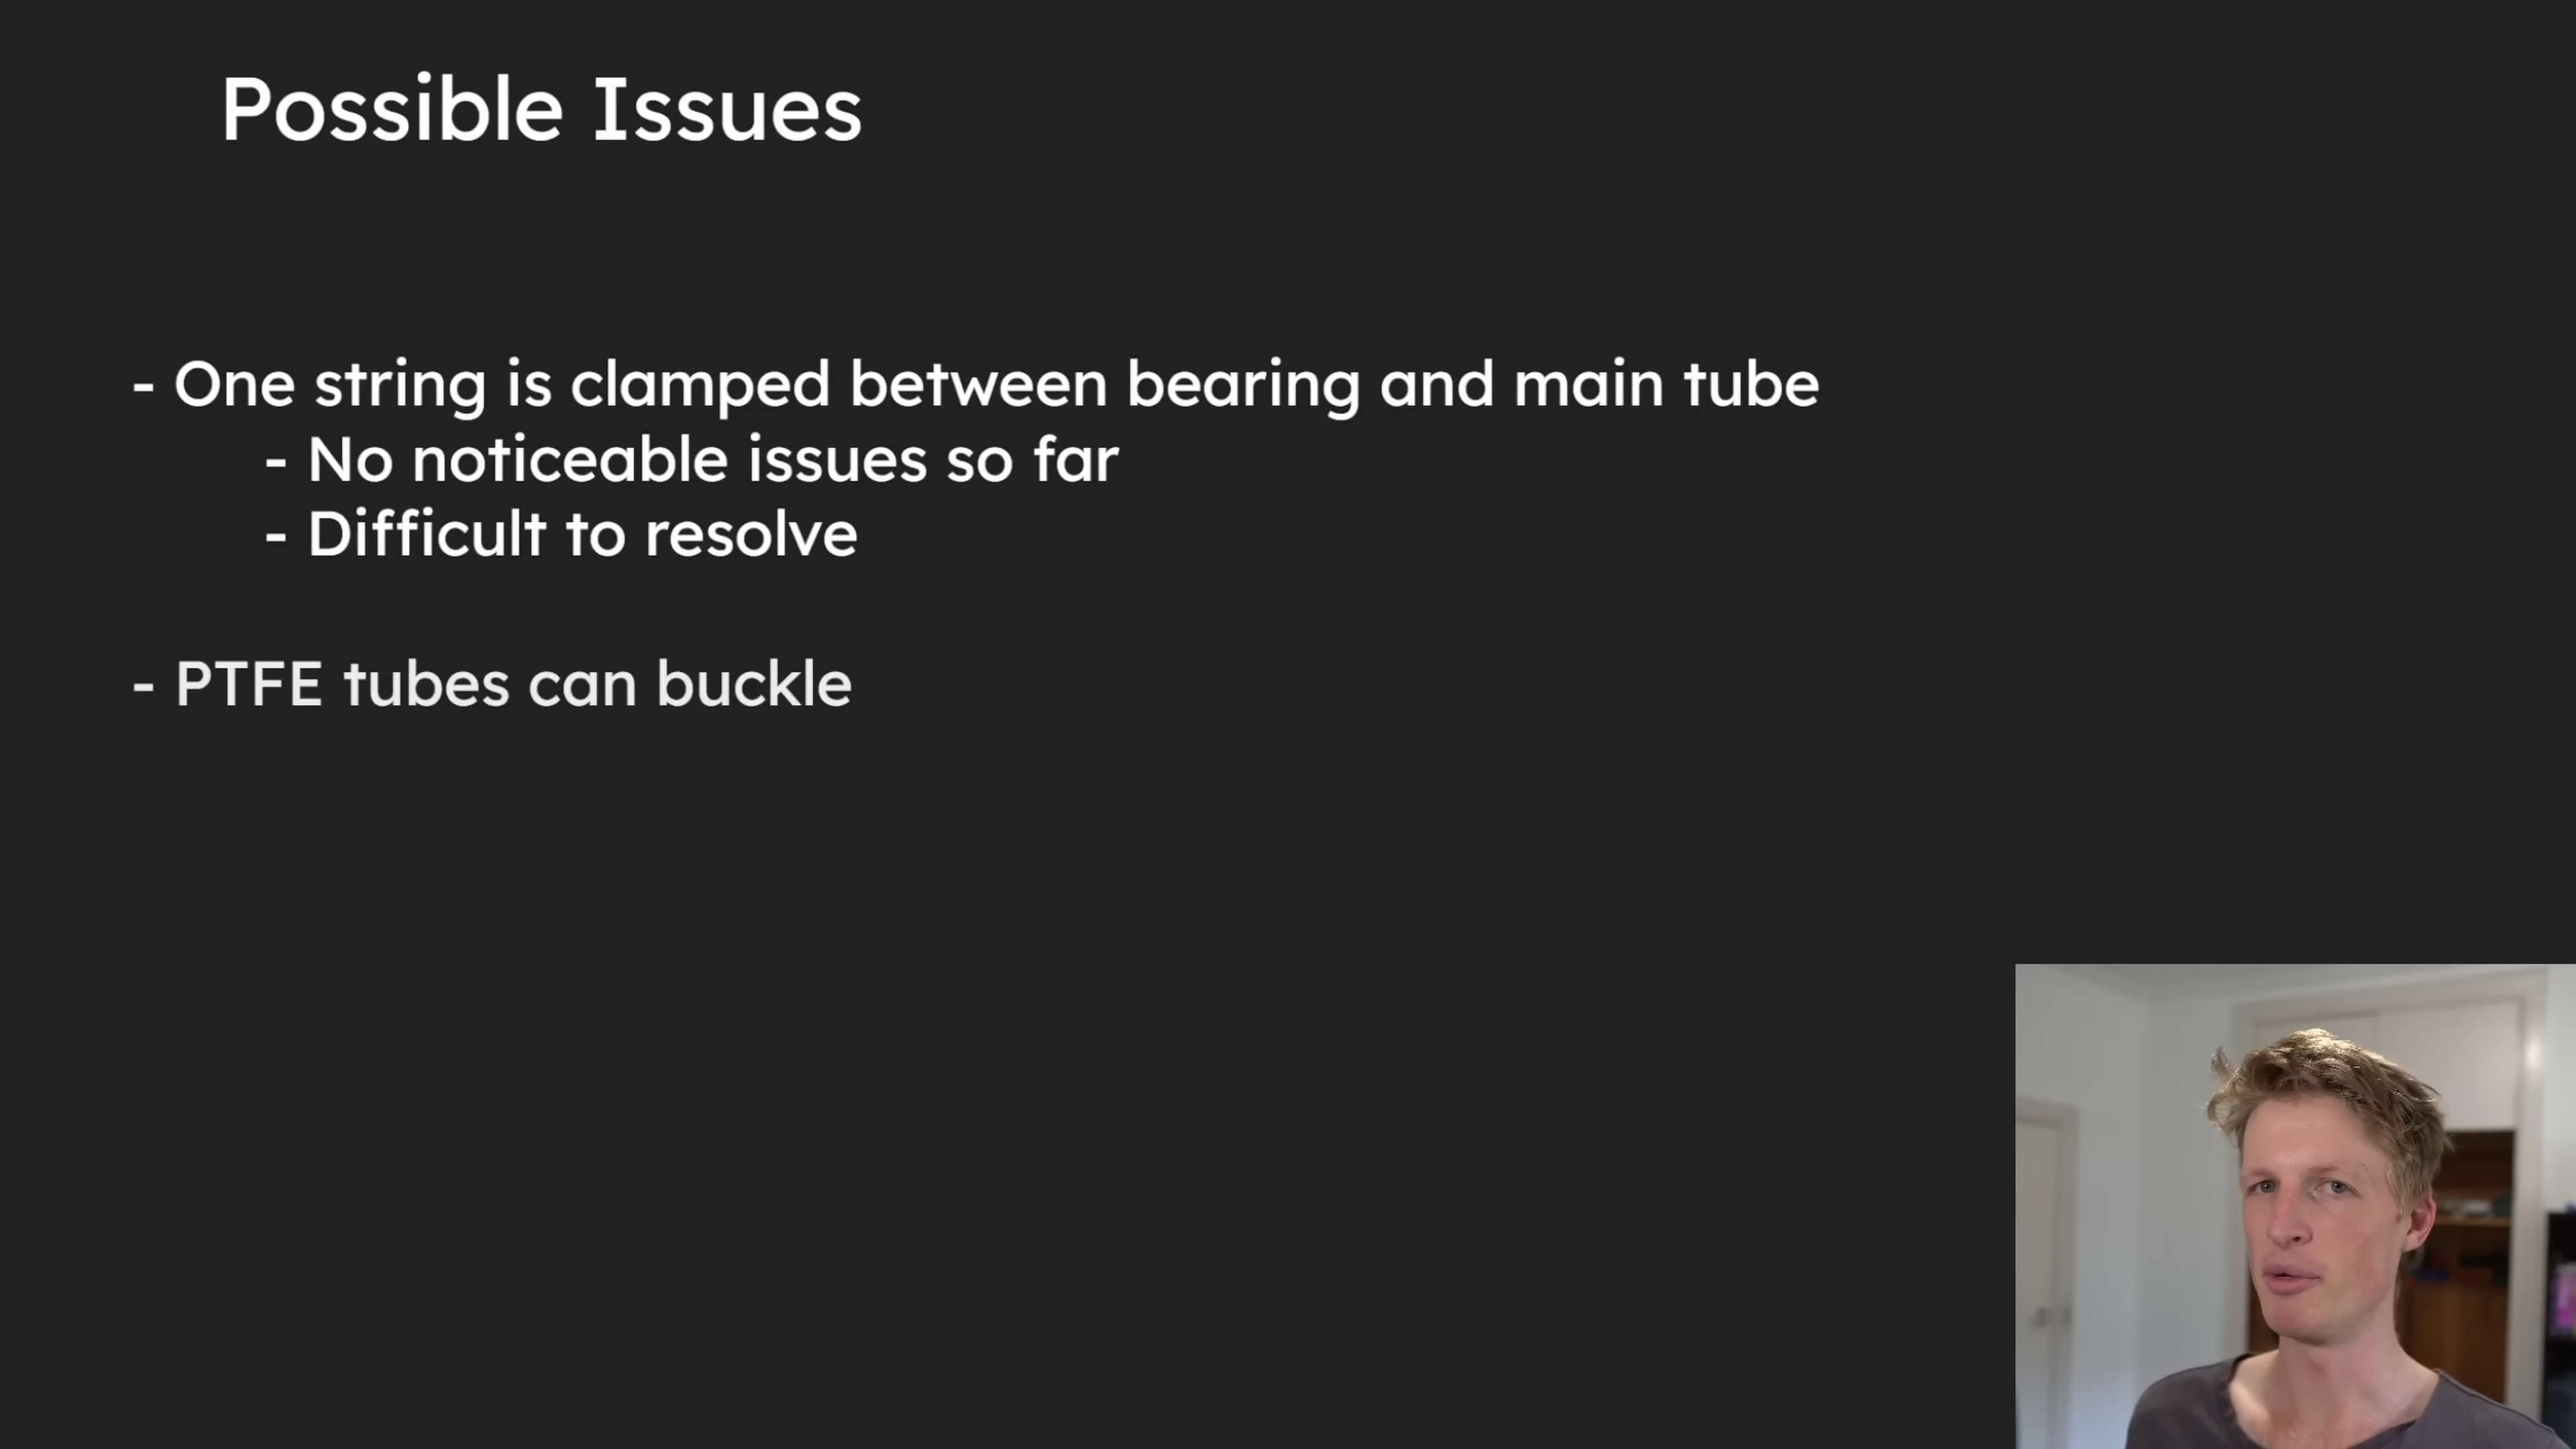 Possible Issues
- One string is clamped between bearing and main tube
- No noticeable issues so far
- Difficult to resolve
- PTFE tubes can buckle